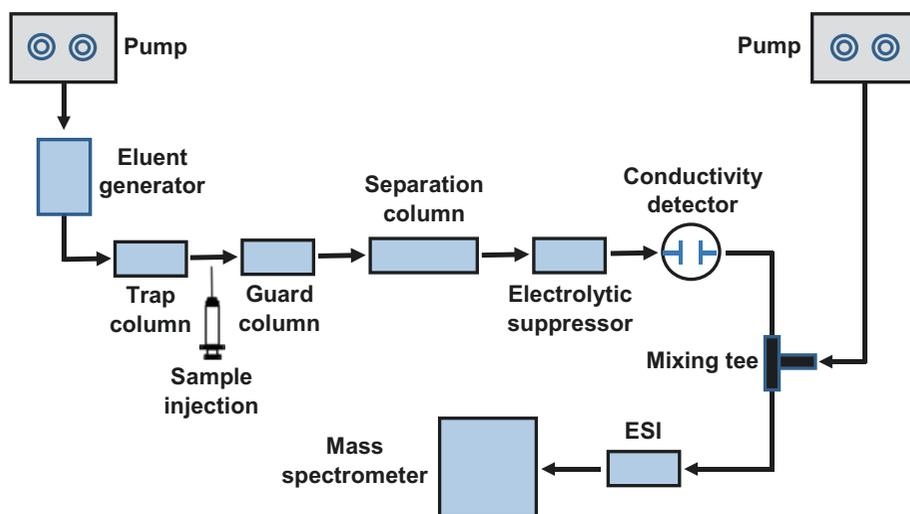 Pump
Pump
Eluent
generator
Separation
column
Conductivity
detector
Trap
column
Guard
column
Electrolytic
suppressor
Sample
injection
Mixing tee
ESI
Mass
spectrometer